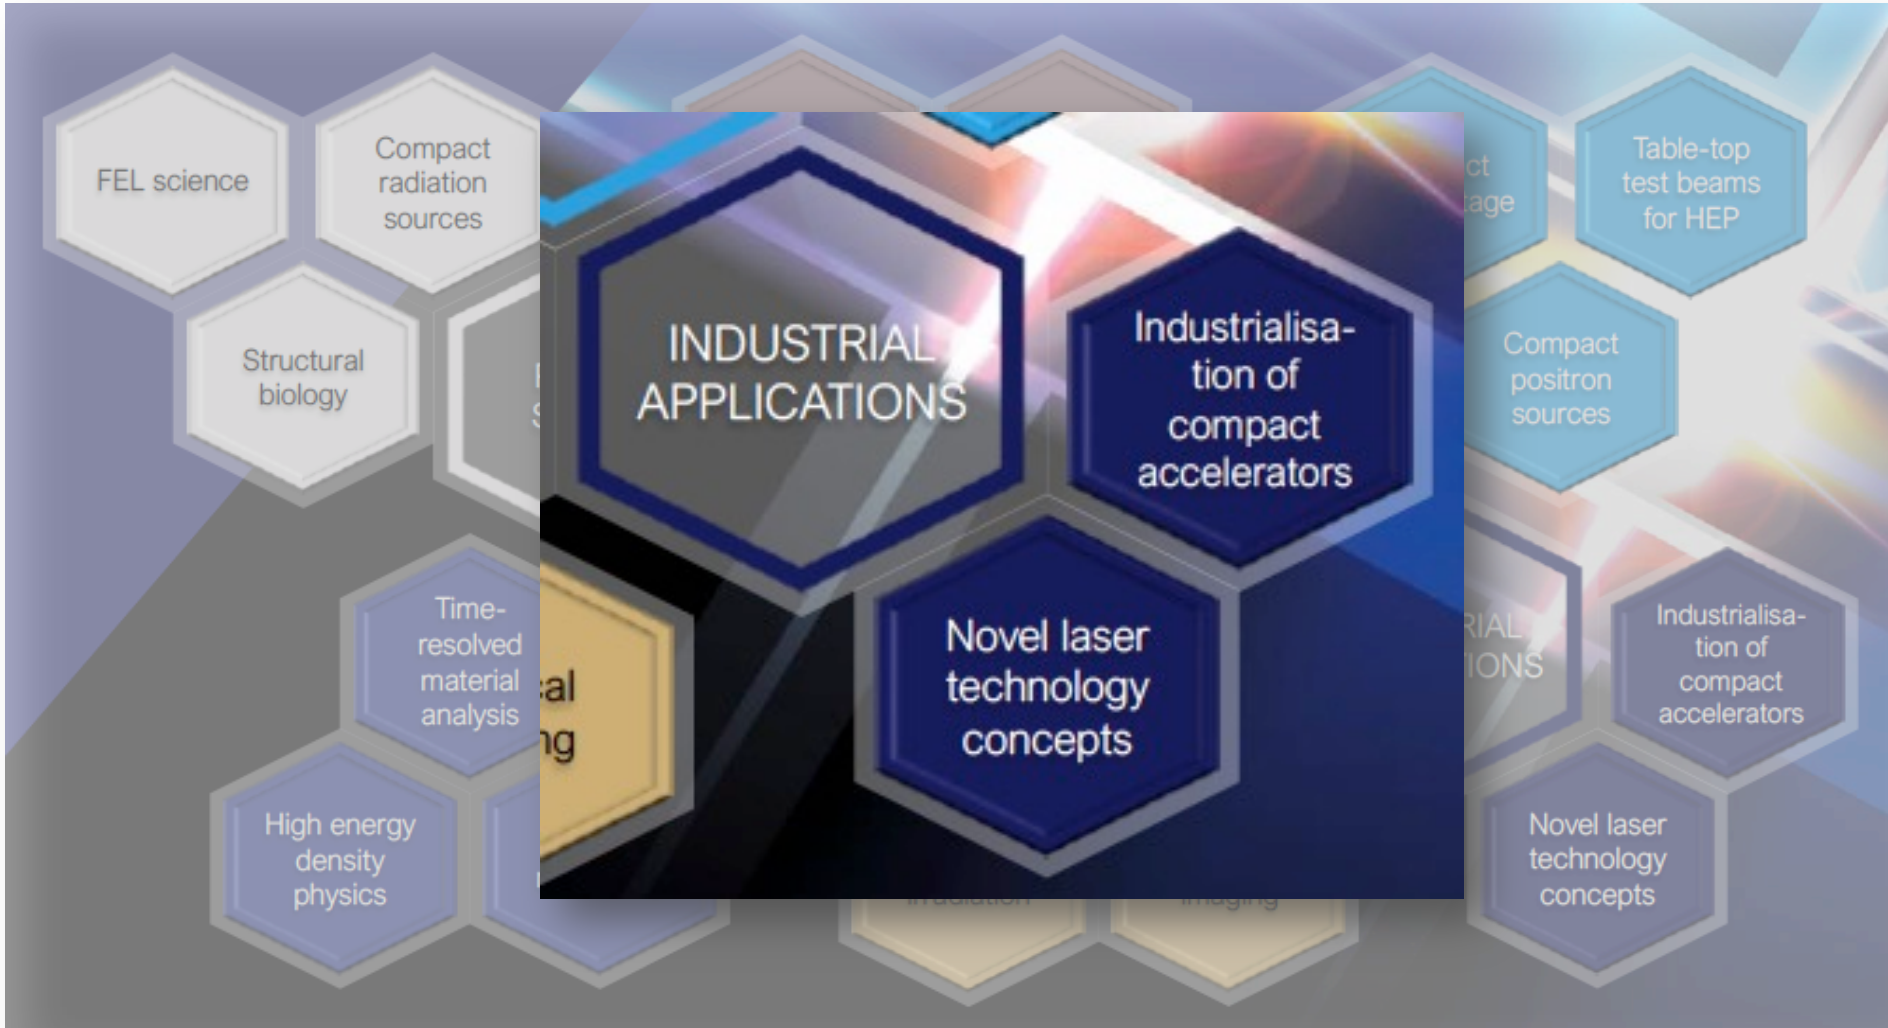 FEL science
Compact
radiation
sources
Structural
biology
Table-top
test beams
for HEP
Compact
positron
sources
INDUSTRIAL
APPLICATIONS
Industrialisa-
tion of
compact
accelerators
Novel laser
technology
concepts
Time-
resolved
material
analysis
High energy
density
physics
Industrialisa-
tion of
compact
accelerators
Novel laser
technology
concepts
irradiation
imaging